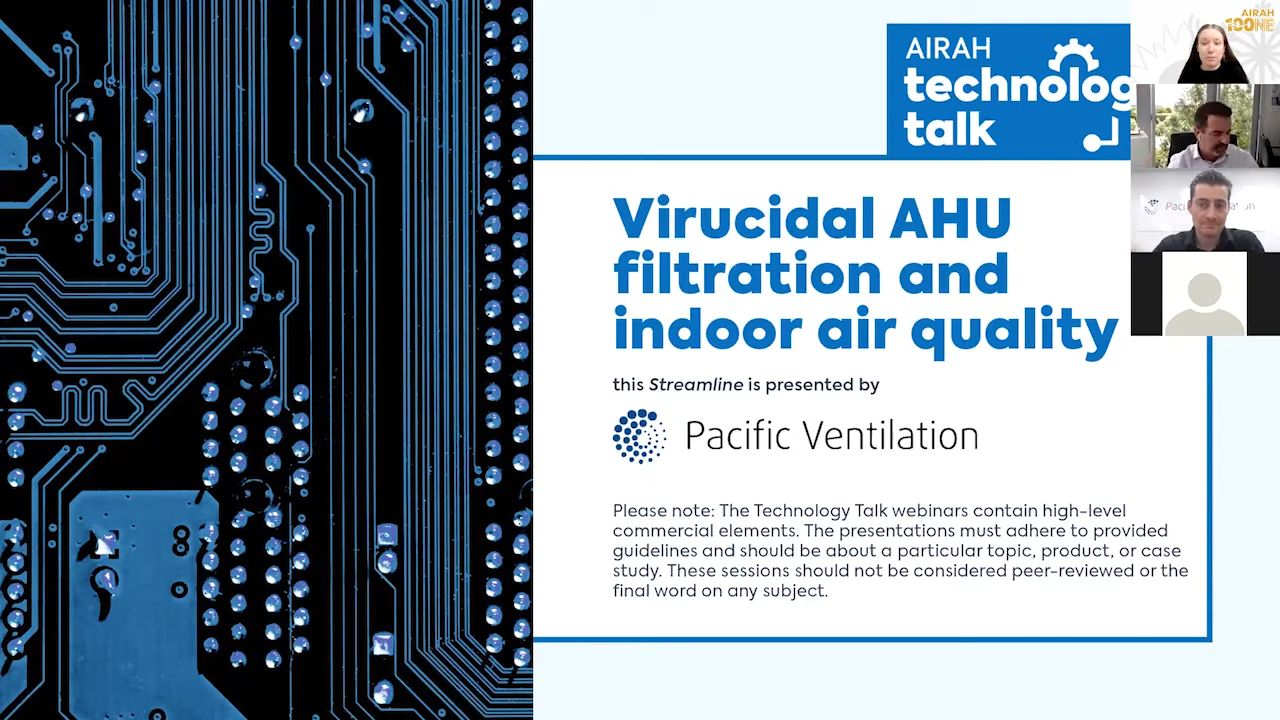 AIRAH
technolog
talk
AIRAH
100NE
Virucidal AHU
filtration and
indoor air quality
this Streamline is presented by
Pacific Ventilation
Please note: The Technology Talk webinars contain high-level
commercial elements. The presentations must adhere to provided
guidelines and should be about a particular topic, product, or case
study. These sessions should not be considered peer-reviewed or the
final word on any subject.